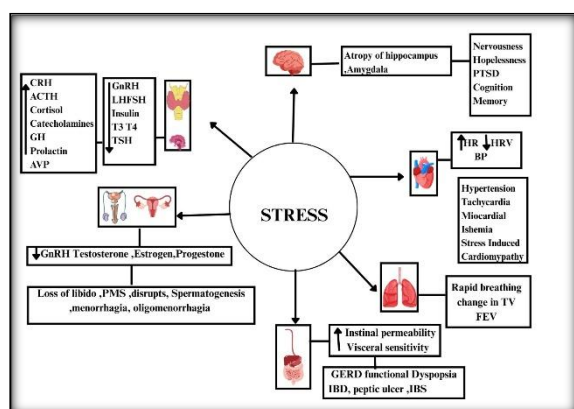 Atropy of hippocampus
,Amygdala
Nervousness
Hopelessness
PTSD
Cognition
Memory
CRH
ACTH
Cortisol
Catecholamines
GH
Prolactin
AVP
GnRH
LHFSH
Insulin
T3 T4
TSH
HR HRV
BP
Hypertension
Tachycardia
Miocardial
Ishemia
Stress Induced
Cardiomypathy
STRESS
GnRH Testosterone ,Estrogen,Progestone
Loss of libido ,PMS ,disrupts, Spermatogenesis
,menorrhagia, oligomenorrhagia
Rapid breathing
change in TV
FEV
Instinal permeability
Visceral sensitivity
GERD functional Dyspopsia
IBD, peptic ulcer ,IBS